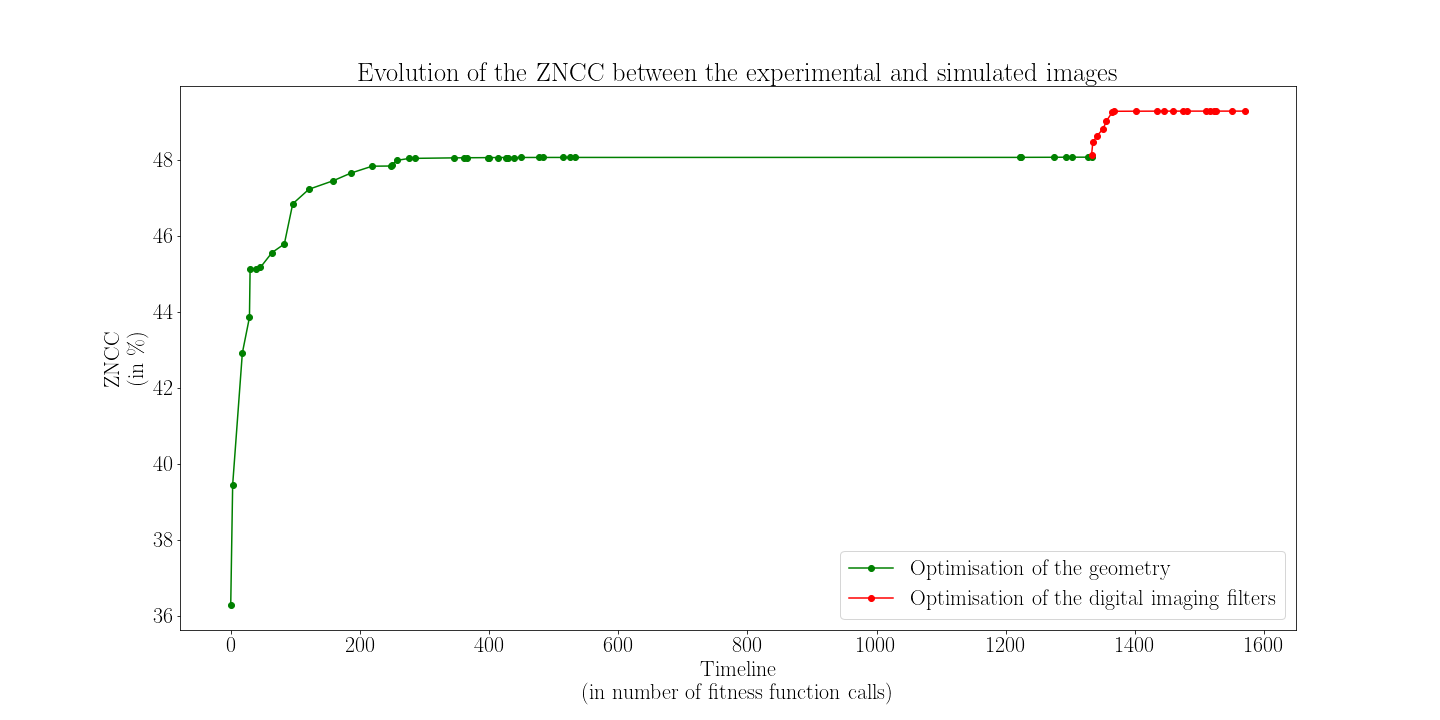 Evolution of the ZNCC between the experimental and simulated images
48
46
44
42
40
38
36
ZNCC
(in %)
Optimisation of the geometry
Optimisation of the digital imaging filters
0 200 400 600 800 1000 1200 1400 1600
Timeline
(in number of fitness function calls)